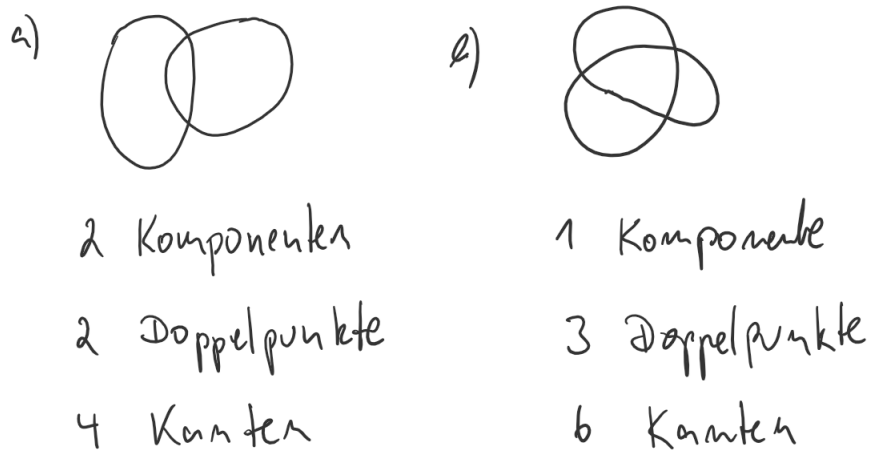 a)
2 Komponenten
2 Doppelpunkte
4 Kanten
b)
1 Komponente
3 Doppelpunkte
6 Kanten